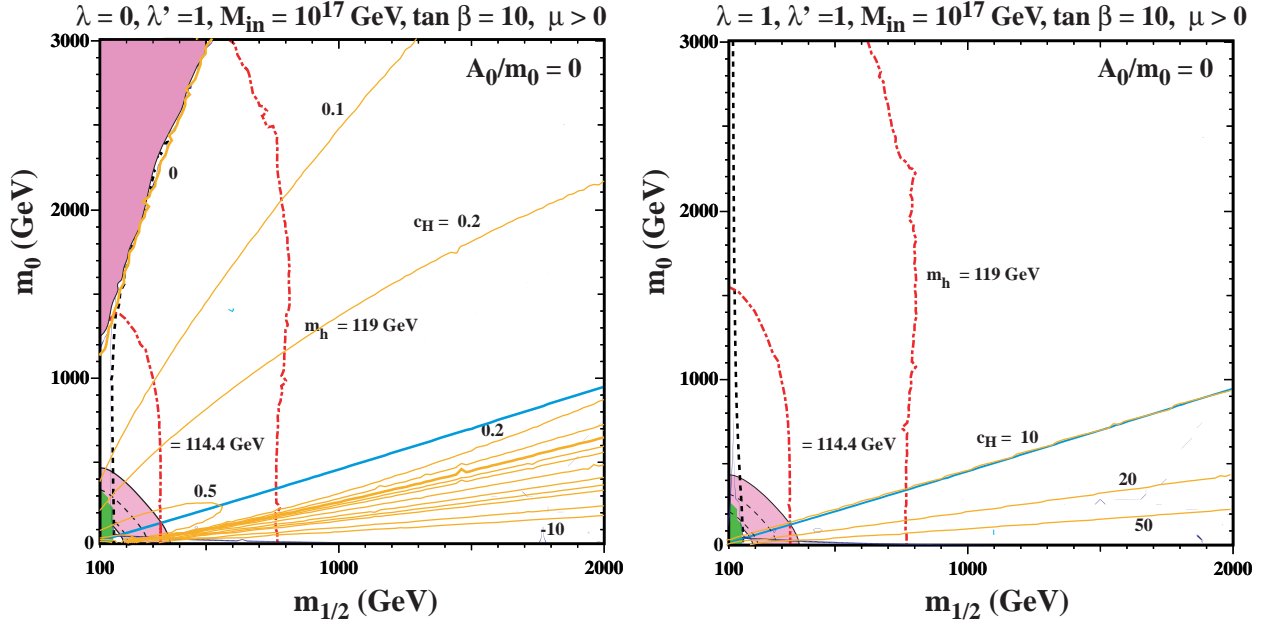 λ = 0, λ' =1, M_in = 10^17 GeV, tan β = 10, μ > 0
A_0/m_0 = 0
3000
2000
1000
0
m_0 (GeV)
0
0.1
c_H = 0.2
m_h = 119 GeV
= 114.4 GeV
0.5
0.2
-10
100
1000
2000
m_1/2 (GeV)
λ = 1, λ' =1, M_in = 10^17 GeV, tan β = 10, μ > 0
A_0/m_0 = 0
3000
2000
1000
0
m_0 (GeV)
m_h = 119 GeV
= 114.4 GeV
c_H = 10
20
50
100
1000
2000
m_1/2 (GeV)